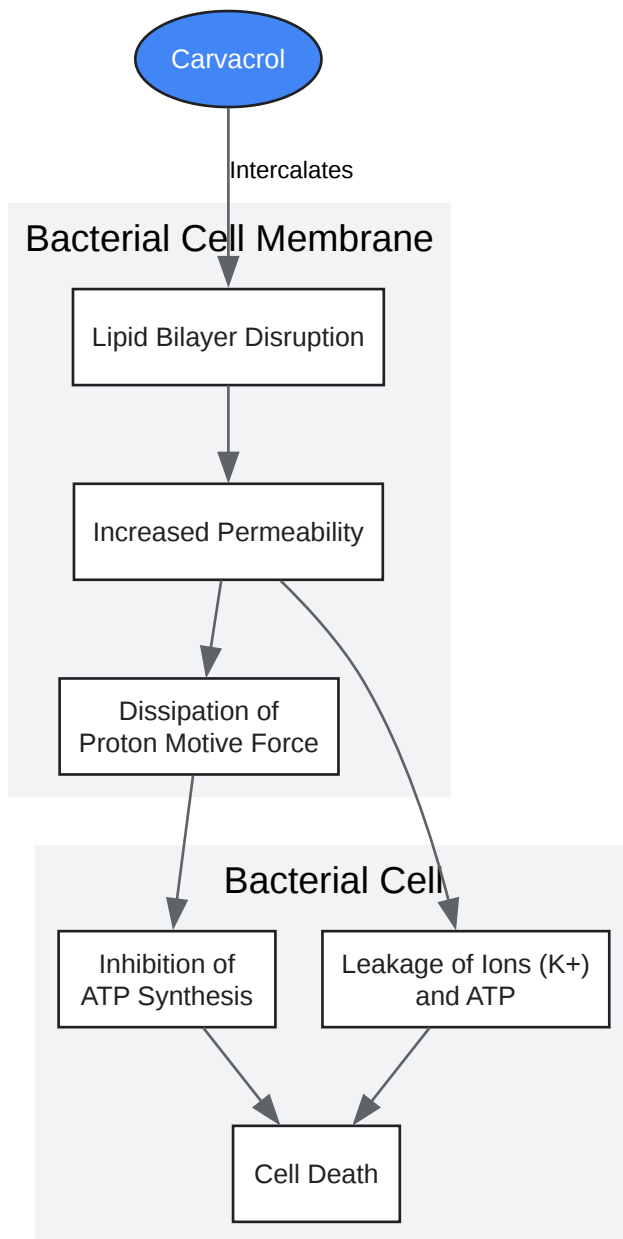 Carvacrol
Intercalates
Bacterial Cell Membrane
Lipid Bilayer Disruption
Increased Permeability
Dissipation of
Proton Motive Force
Bacterial Cell
Inhibition of
ATP Synthesis
Leakage of Ions (K+)
and ATP
Cell Death